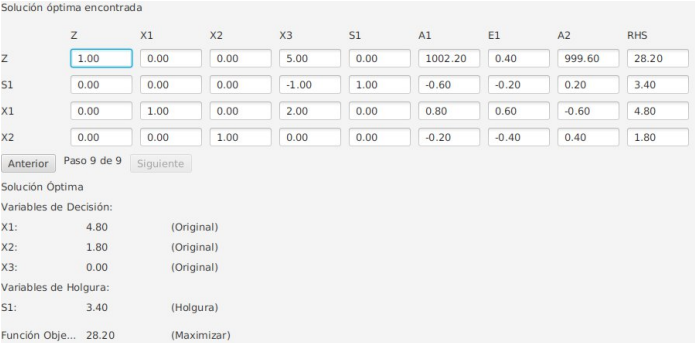 Solución óptima encontrada
Z X1 X2 X3 S1 A1 E1 A2 RHS
Z 1.00 0.00 0.00 5.00 0.00 1002.20 0.40 999.60 28.20
S1 0.00 0.00 0.00 -1.00 1.00 -0.60 -0.20 0.20 3.40
X1 0.00 1.00 0.00 2.00 0.00 0.80 0.60 -0.60 4.80
X2 0.00 0.00 1.00 0.00 0.00 -0.20 -0.40 0.40 1.80
Anterior Paso 9 de 9 Siguiente
Solución Óptima
Variables de Decisión:
X1: 4.80 (Original)
X2: 1.80 (Original)
X3: 0.00 (Original)
Variables de Holgura:
S1: 3.40 (Holgura)
Función Obje... 28.20 (Maximizar)